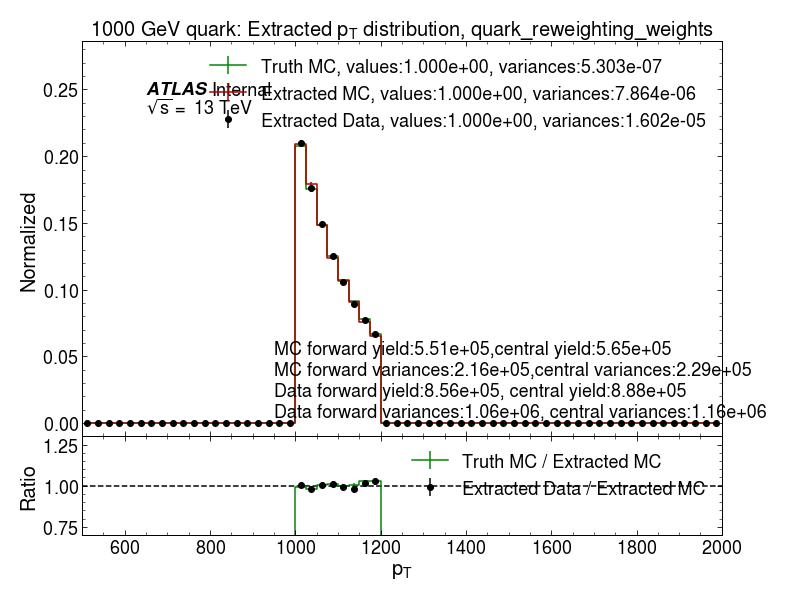 1000 GeV quark: Extracted pT distribution, quark_reweighting_weights
Truth MC, values:1.000e+00, variances:5.303e-07
ATLAS Internal
Extracted MC, values:1.000e+00, variances:7.864e-06
√s = 13 TeV
Extracted Data, values:1.000e+00, variances:1.602e-05
Normalized
0.25
0.20
0.15
0.10
0.05
0.00
MC forward yield:5.51e+05,central yield:5.65e+05
MC forward variances:2.16e+05,central variances:2.29e+05
Data forward yield:8.56e+05, central yield:8.88e+05
Data forward variances:1.06e+06, central variances:1.16e+06
Ratio
1.25
1.00
0.75
Truth MC / Extracted MC
Extracted Data / Extracted MC
600 800 1000 1200 1400 1600 1800 2000
pT